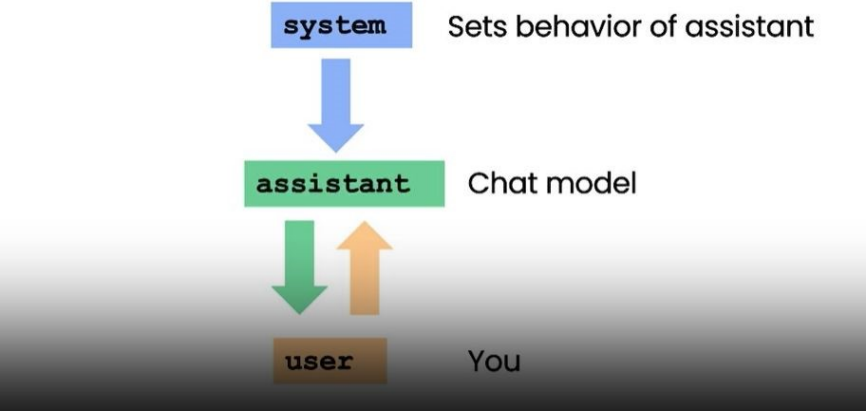 system Sets behavior of assistant
assistant Chat model
user You